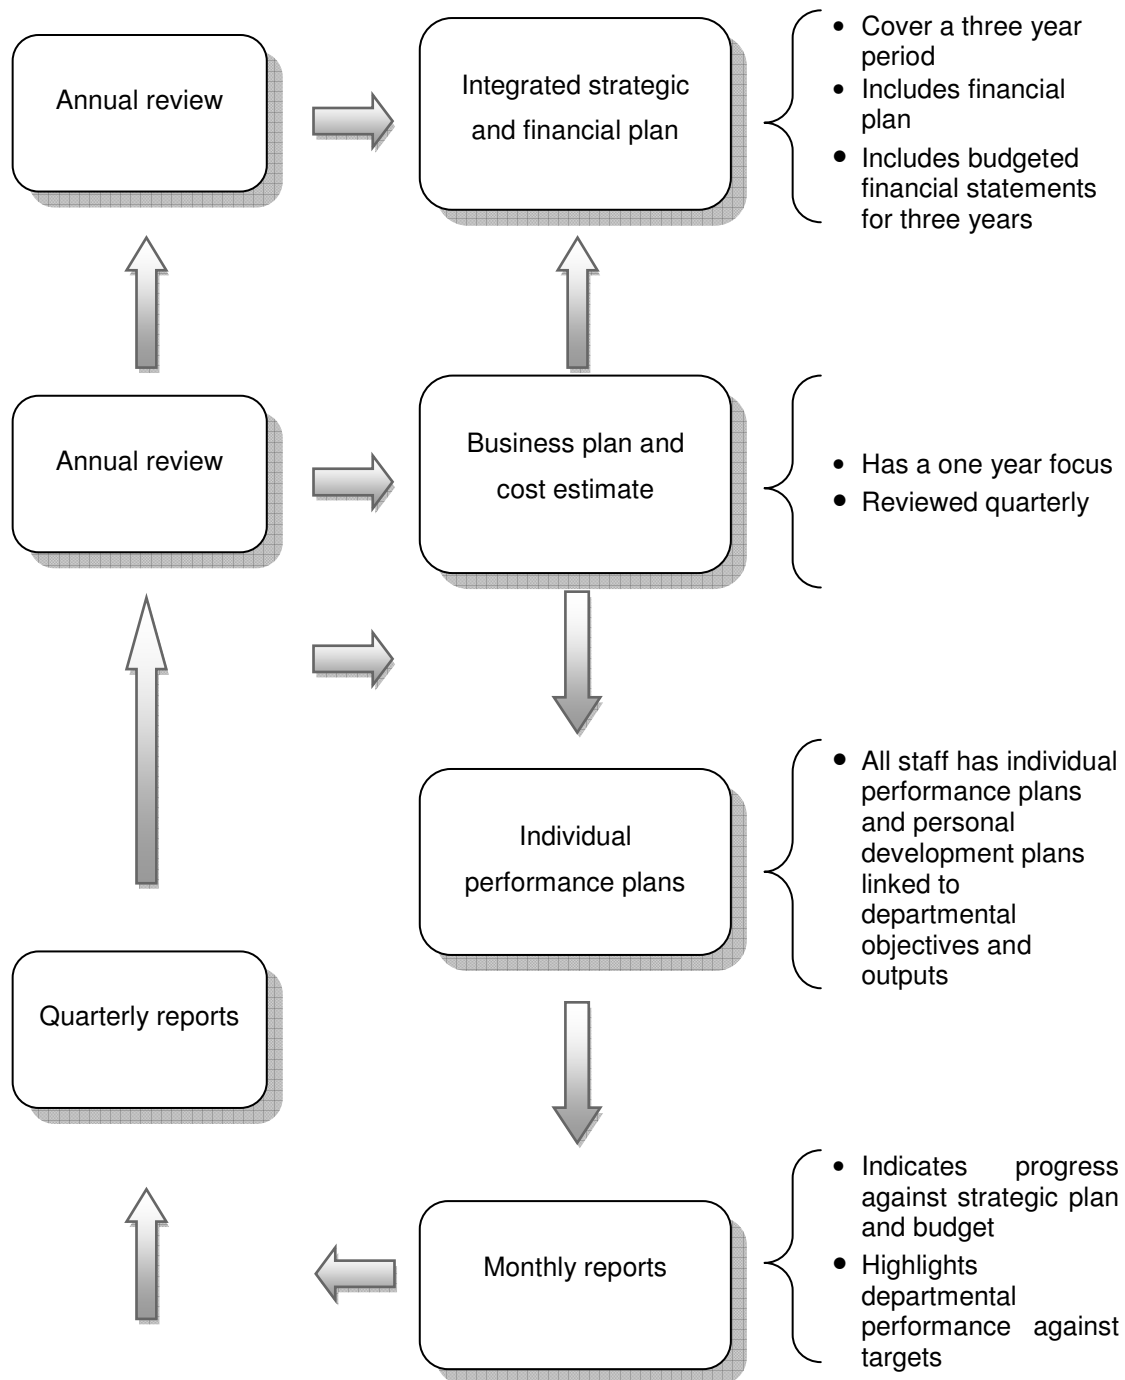 Annual review
Integrated strategic
and financial plan
• Cover a three year
period
• Includes financial
plan
• Includes budgeted
financial statements
for three years
Annual review
Business plan and
cost estimate
• Has a one year focus
• Reviewed quarterly
Individual
performance plans
• All staff has individual
performance plans
and personal
development plans
linked to
departmental
objectives and
outputs
Quarterly reports
Monthly reports
• Indicates progress
against strategic plan
and budget
• Highlights
departmental
performance against
targets